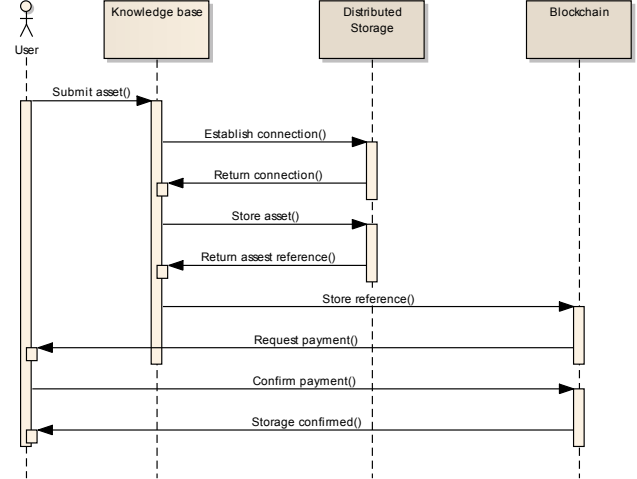 Knowledge base
Distributed
Storage
Blockchain
User
Submit asset()
Establish connection()
Return connection()
Store asset()
Return assest reference()
Store reference()
Request payment()
Confirm payment()
Storage confirmed()